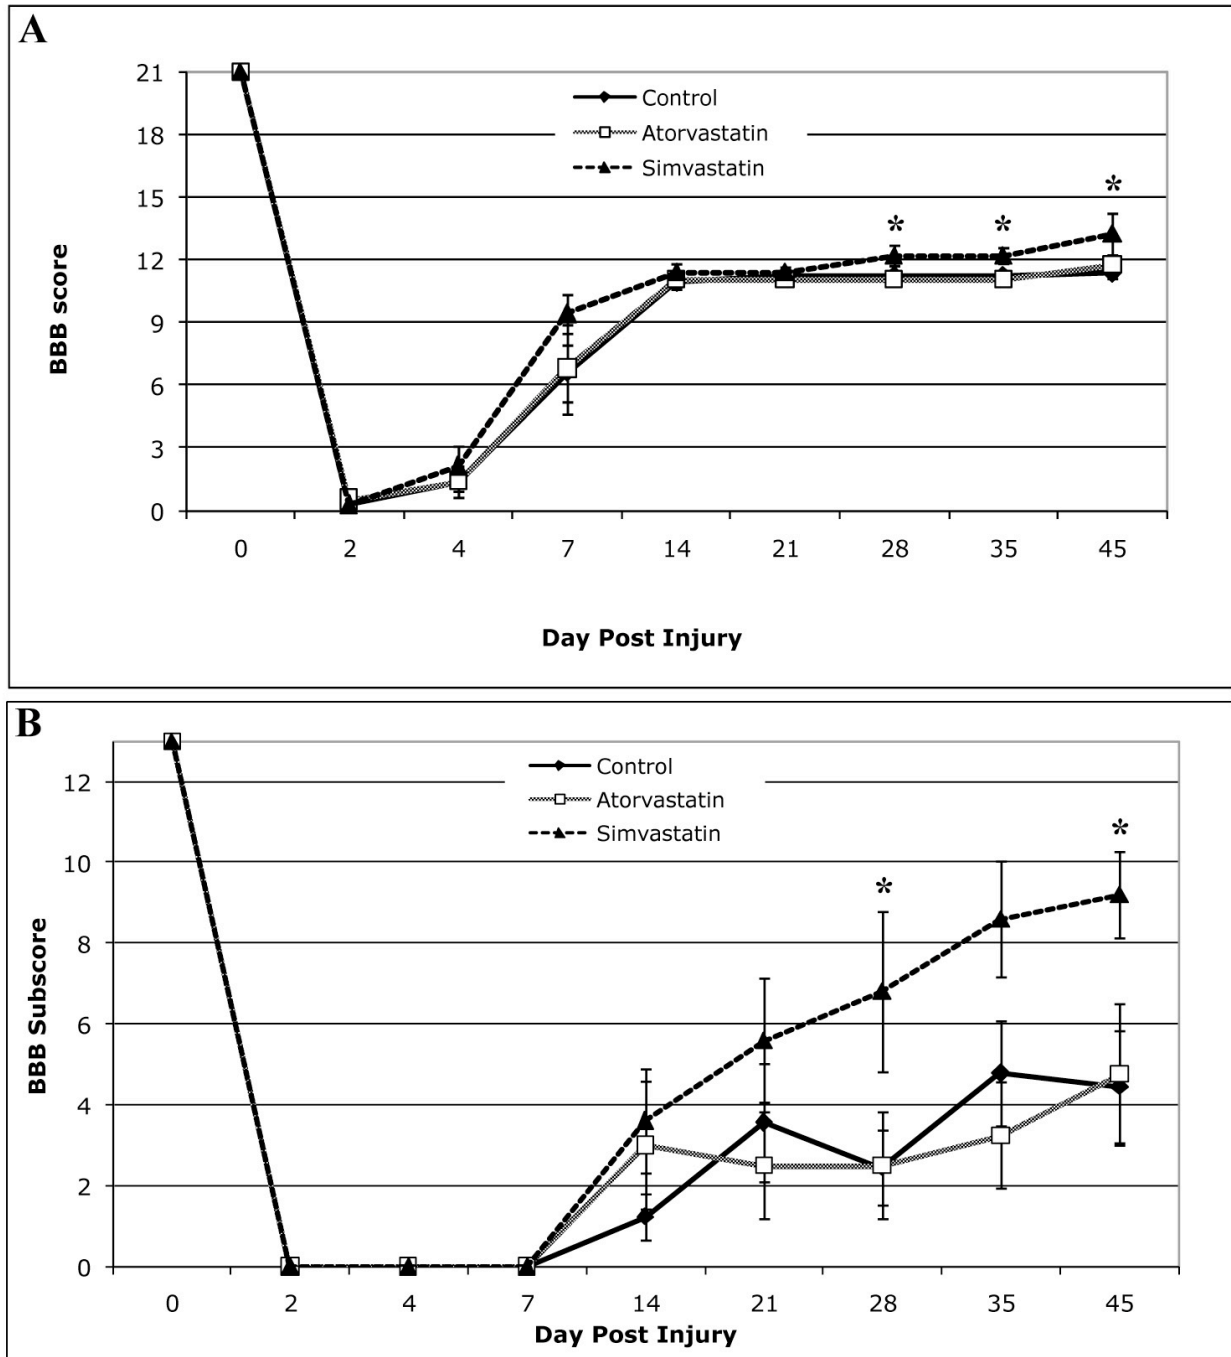 A
21
18
15
12
9
6
3
0
BBB score
Control
Atorvastatin
Simvastatin
*
*
*
0 2 4 7 14 21 28 35 45
Day Post Injury
B
12
10
8
6
4
2
0
BBB Subscore
Control
Atorvastatin
Simvastatin
*
*
0 2 4 7 14 21 28 35 45
Day Post Injury